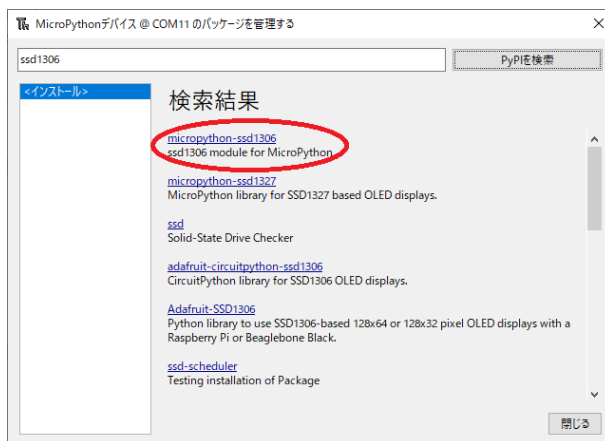 MicroPythonデバイス @ COM11 のパッケージを管理する
ssd1306
PyPIを検索
<インストール>
検索結果
micropython-ssd1306
ssd1306 module for MicroPython
micropython-ssd1327
MicroPython library for SSD1327 based OLED displays.
ssd
Solid-State Drive Checker
adafruit-circuitpython-ssd1306
CircuitPython library for SSD1306 OLED displays.
Adafruit-SSD1306
Python library to use SSD1306-based 128x64 or 128x32 pixel OLED displays with a
Raspberry Pi or Beaglebone Black.
ssd-scheduler
Testing installation of Package
閉じる